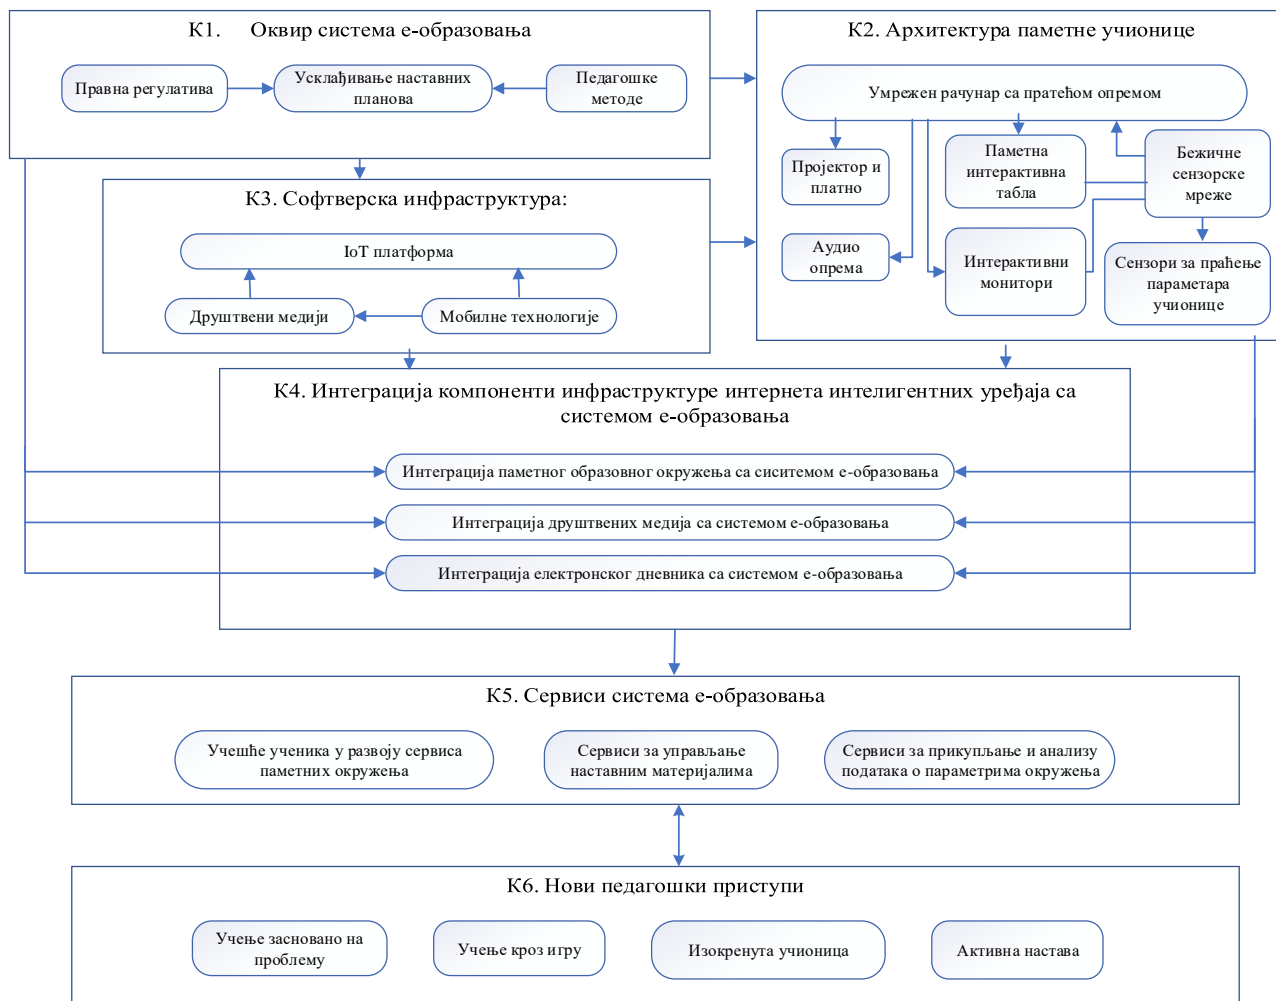 К1. Оквир система е-образовања
Правна регулатива
Усклађивање наставних
планова
Педагошке
методе
К2. Архитектура паметне учионице
Умрежен рачунар са пратећом опремом
Пројектор и
платно
Паметна
интерактивна
табла
Бежичне
сензорске
мреже
Аудио
опрема
Интерактивни
монитори
Сензори за праћење
параметара
учионице
К3. Софтверска инфраструктура:
IoT платформа
Друштвени медији
Мобилне технологије
К4. Интеграција компоненти инфраструктуре интернета интелигентних уређаја са
системом е-образовања
Интеграција паметног образовног окружења са сиситемом е-образовања
Интеграција друштвених медија са системом е-образовања
Интеграција електронског дневника са системом е-образовања
К5. Сервиси система е-образовања
Учешће ученика у развоју сервиса
паметних окружења
Сервиси за управљање
наставним материјалима
Сервиси за прикупљање и анализу
података о параметрима окружења
К6. Нови педагошки приступи
Учење засновано на
проблему
Учење кроз игру
Изокренута учионица
Активна настава